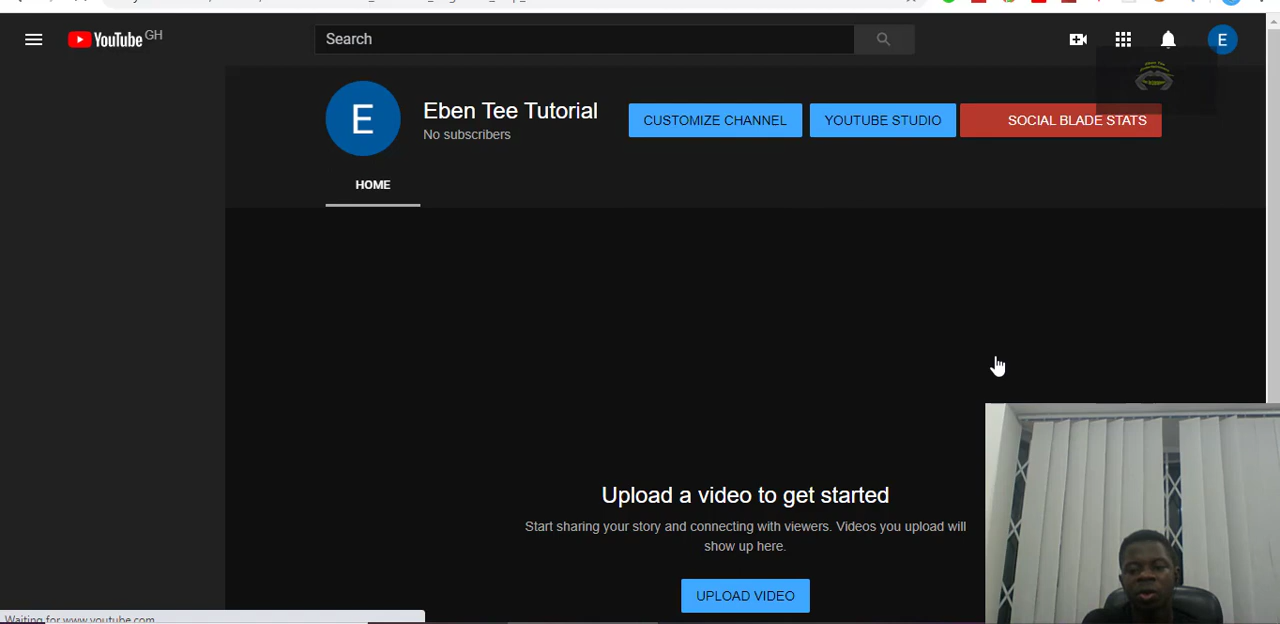 YouTube GH
Search
E
E
Eben Tee Tutorial
No subscribers
CUSTOMIZE CHANNEL
YOUTUBE STUDIO
SOCIAL BLADE STATS
HOME
Upload a video to get started
Start sharing your story and connecting with viewers. Videos you upload will
show up here.
UPLOAD VIDEO
Waiting for www.youtube.com